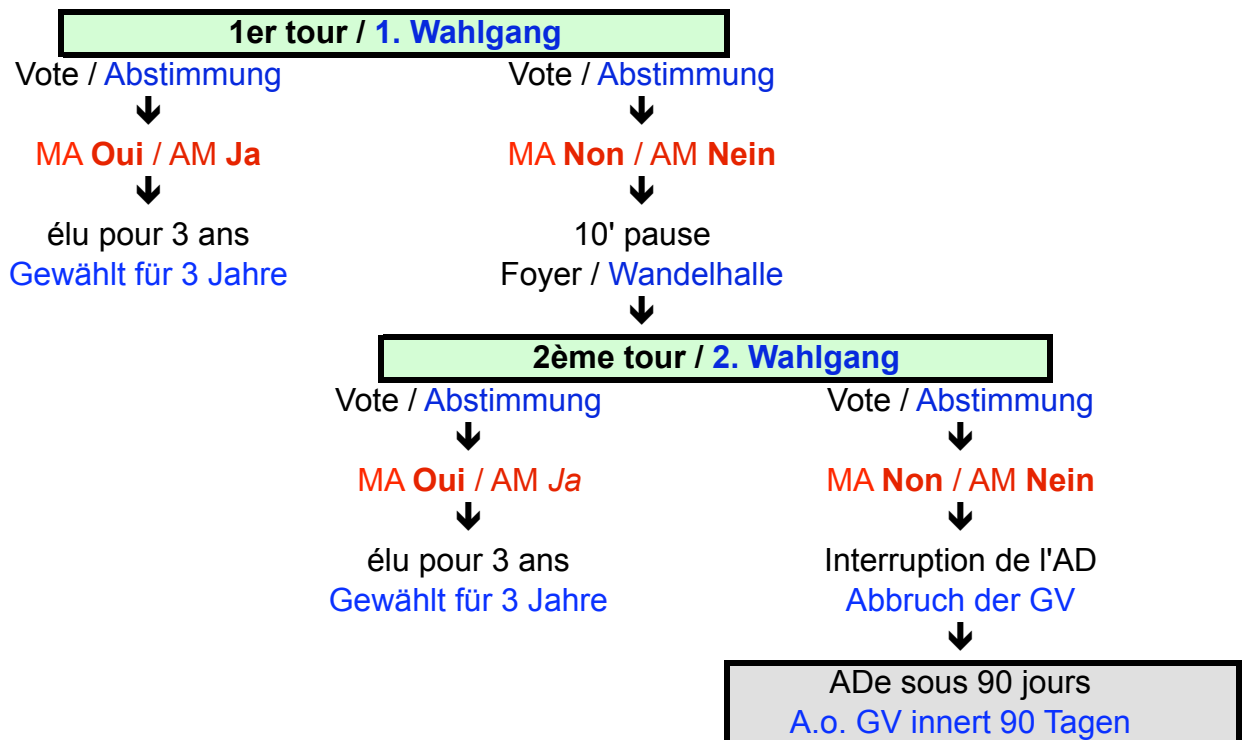 1er tour / 1. Wahlgang
Vote / Abstimmung
Vote / Abstimmung
MA Oui / AM Ja
MA Non / AM Nein
élu pour 3 ans
Gewählt für 3 Jahre
10' pause
Foyer / Wandelhalle
2ème tour / 2. Wahlgang
Vote / Abstimmung
Vote / Abstimmung
MA Oui / AM Ja
MA Non / AM Nein
élu pour 3 ans
Gewählt für 3 Jahre
Interruption de l'AD
Abbruch der GV
ADe sous 90 jours
A.o. GV innert 90 Tagen